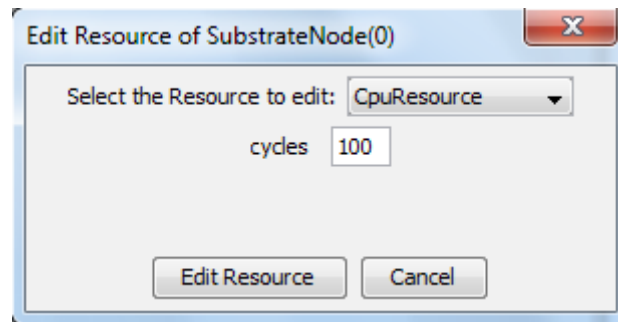 Edit Resource of SubstrateNode(0)
Select the Resource to edit: CpuResource
cycles 100
Edit Resource Cancel